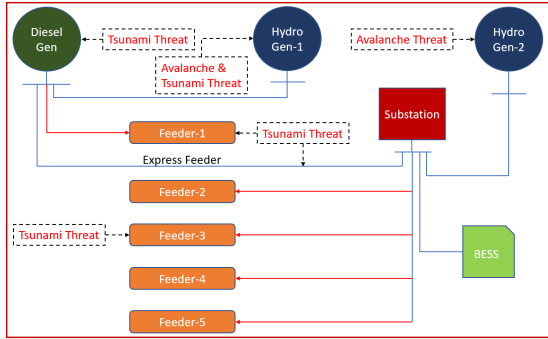 Diesel
Gen
Tsunami Threat
Hydro
Gen-1
Avalanche Threat
Hydro
Gen-2
Avalanche &
Tsunami Threat
Substation
Feeder-1
Tsunami Threat
Express Feeder
Feeder-2
Tsunami Threat
Feeder-3
BESS
Feeder-4
Feeder-5